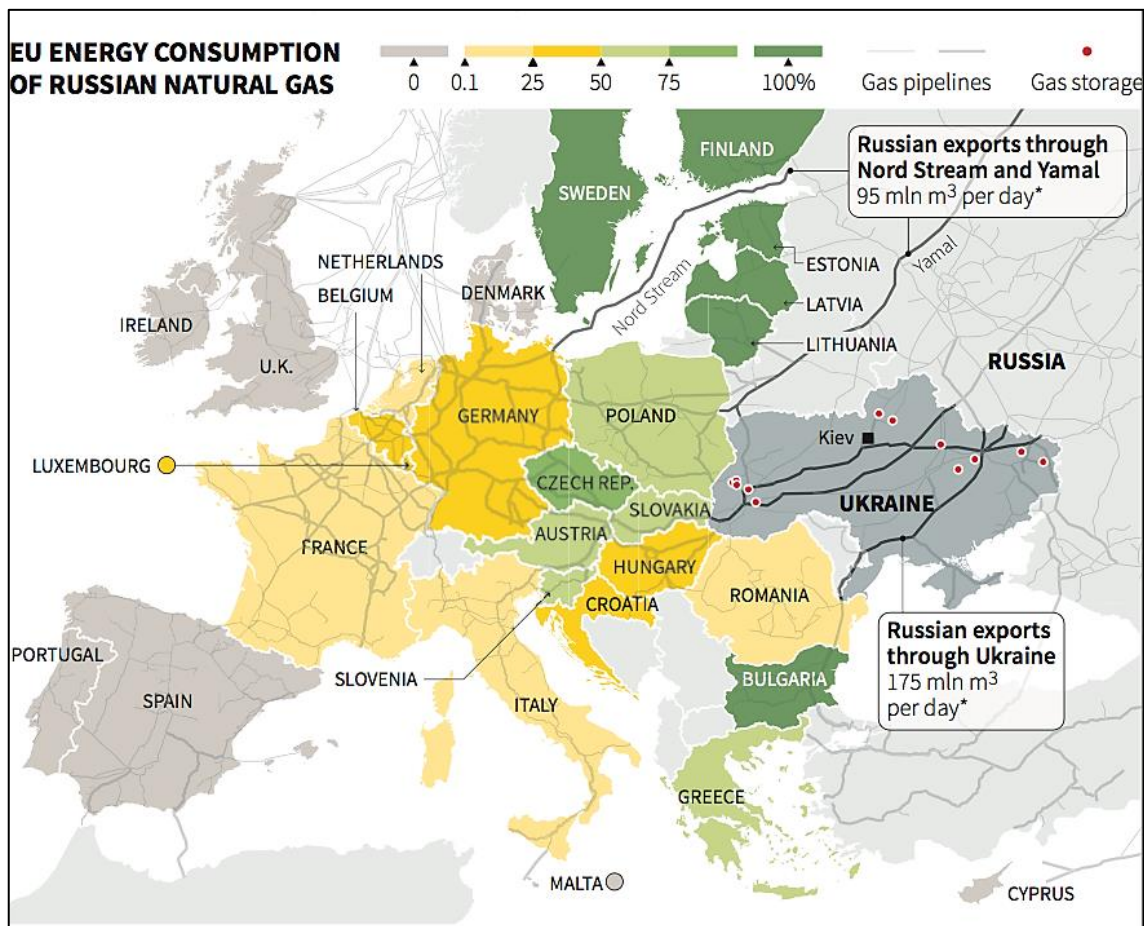 EU ENERGY CONSUMPTION
OF RUSSIAN NATURAL GAS
0
0.1
25
50
75
100%
Gas pipelines
Gas storage
FINLAND
Russian exports through
Nord Stream and Yamal
95 mln m³ per day*
SWEDEN
NETHERLANDS
BELGIUM
DENMARK
Nord Stream
ESTONIA
Yamal
LATVIA
IRELAND
LITHUANIA
U.K.
RUSSIA
GERMANY
POLAND
Kiev
LUXEMBOURG
CZECH REP.
UKRAINE
SLOVAKIA
AUSTRIA
FRANCE
HUNGARY
ROMANIA
CROATIA
Russian exports
through Ukraine
175 mln m³
per day*
PORTUGAL
SLOVENIA
BULGARIA
SPAIN
ITALY
GREECE
MALTA
CYPRUS